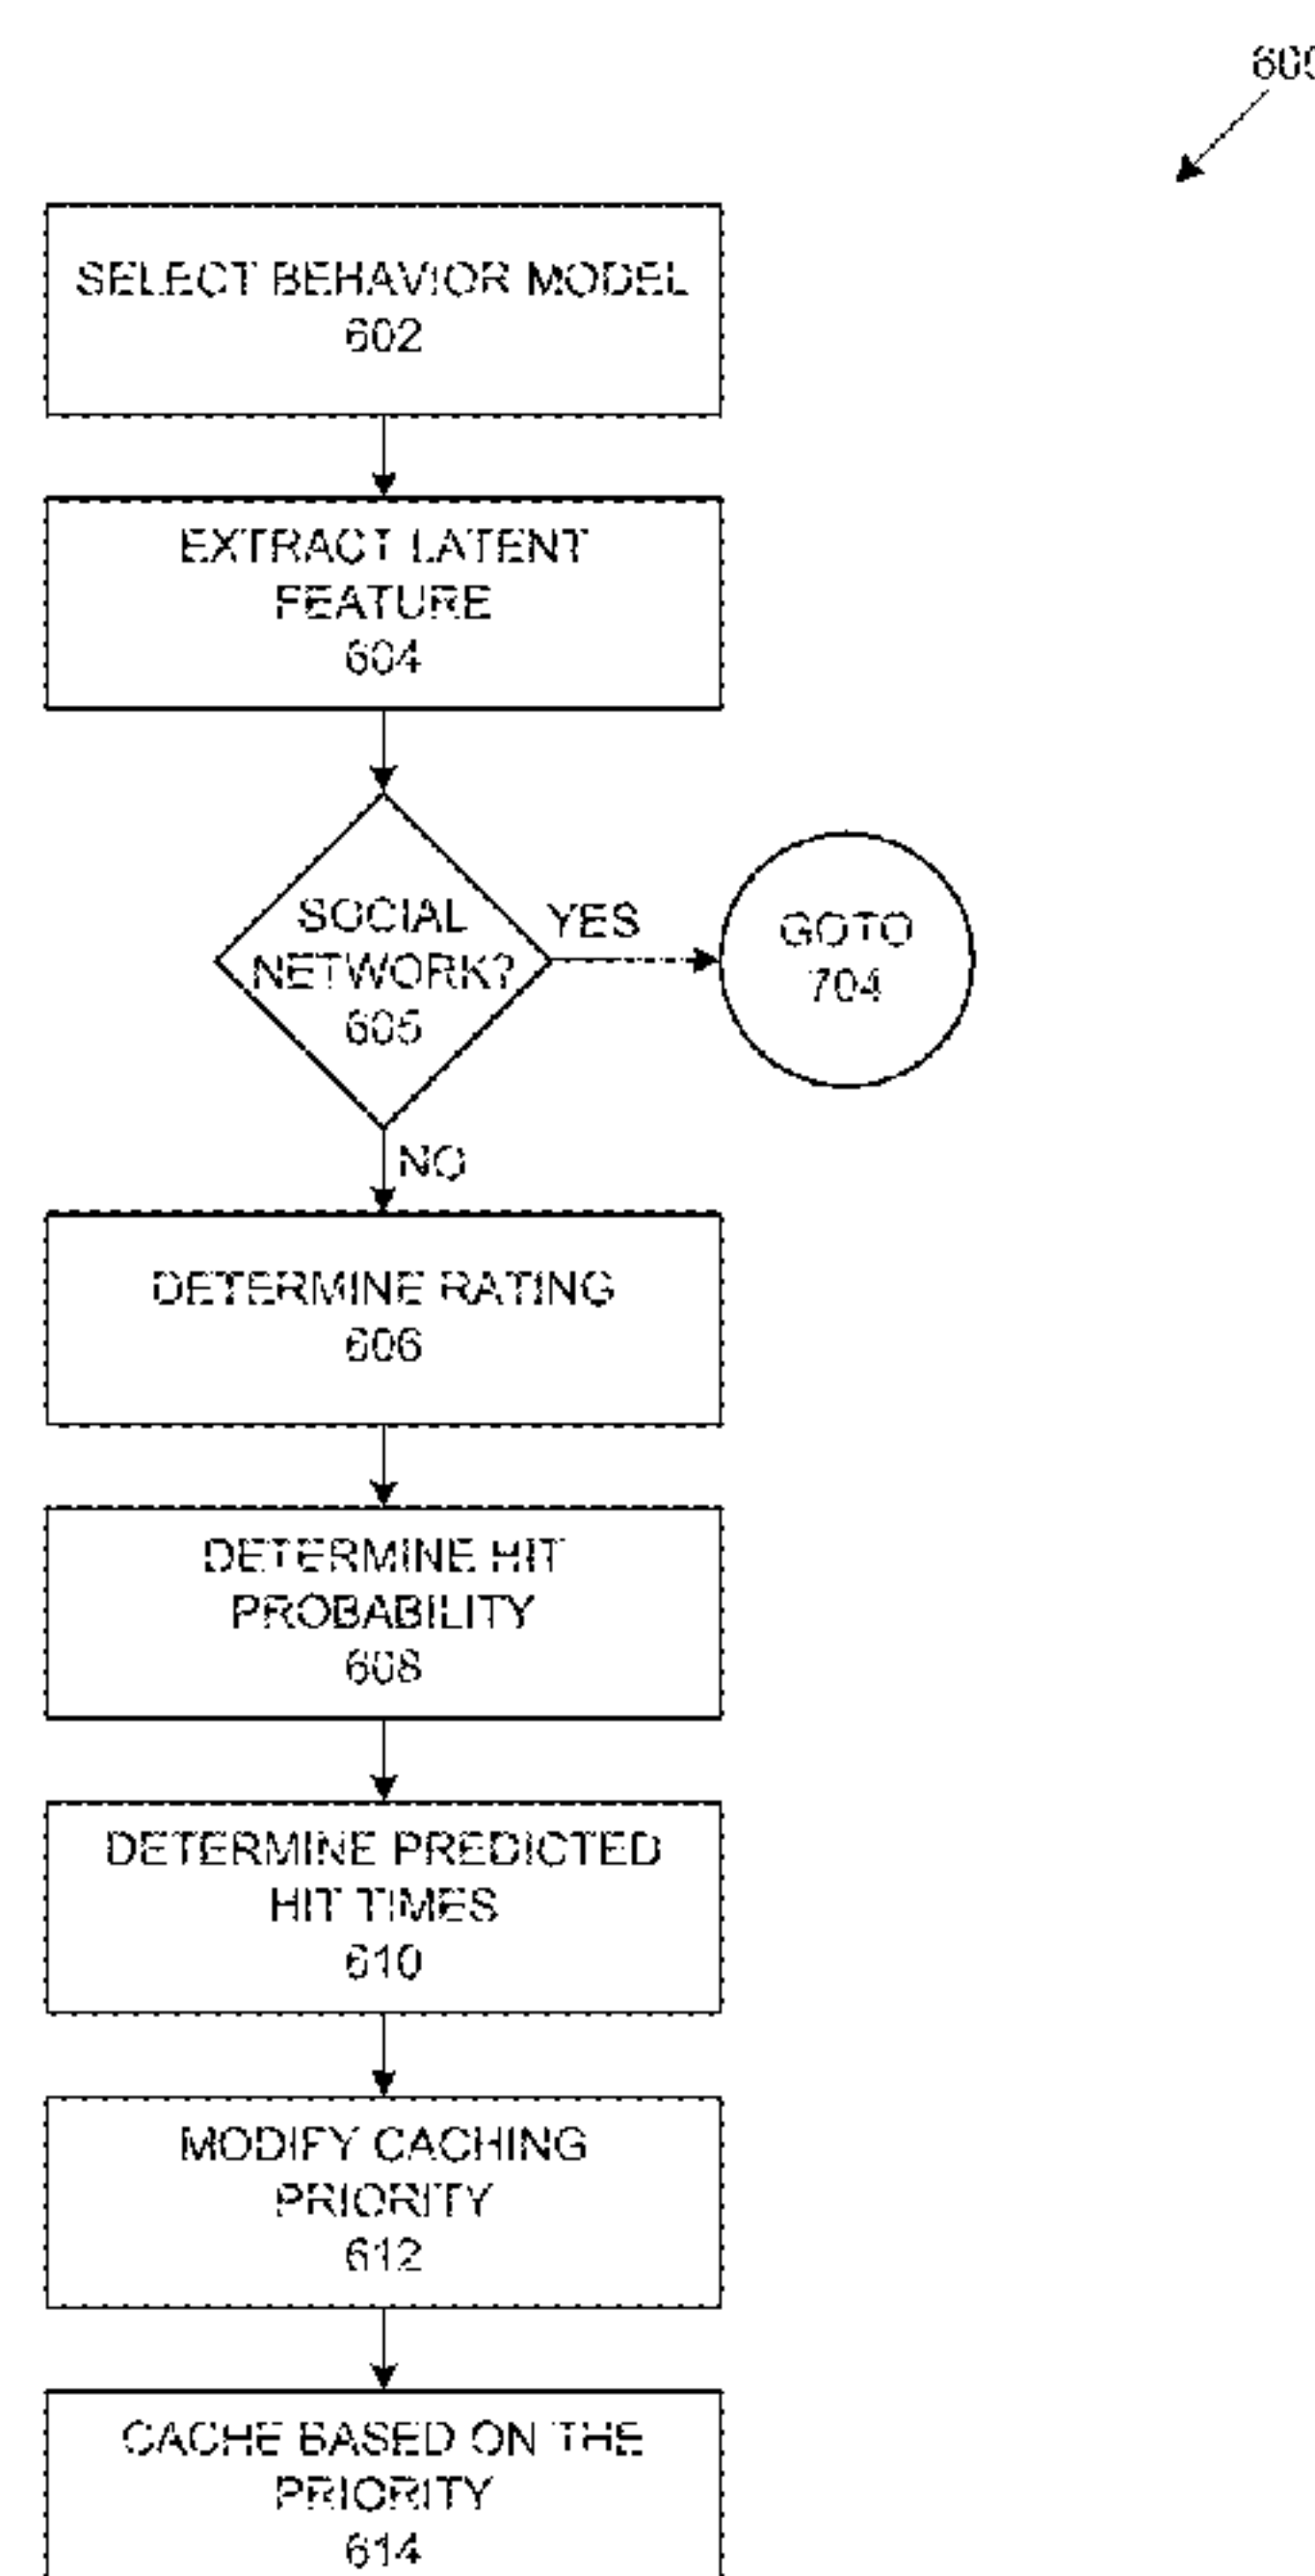 600
SELECT BEHAVIOR MODEL
602
EXTRACT LATENT
FEATURE
604
SOCIAL
NETWORK?
605
YES
GOTO
704
NO
DETERMINE RATING
606
DETERMINE HIT
PROBABILITY
608
DETERMINE PREDICTED
HIT TIMES
610
MODIFY CACHING
PRIORITY
612
CACHE BASED ON THE
PRIORITY
614